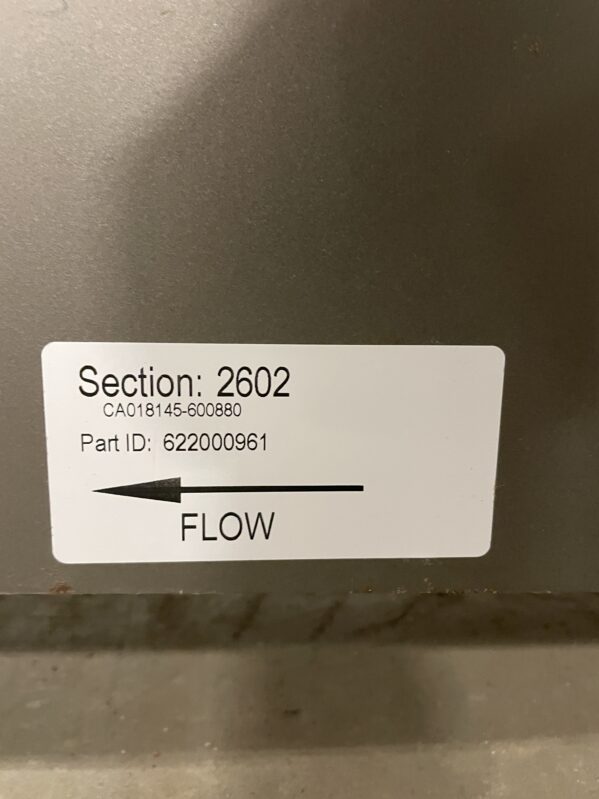 Section: 2602
CA018145-600880
Part ID: 622000961
FLOW